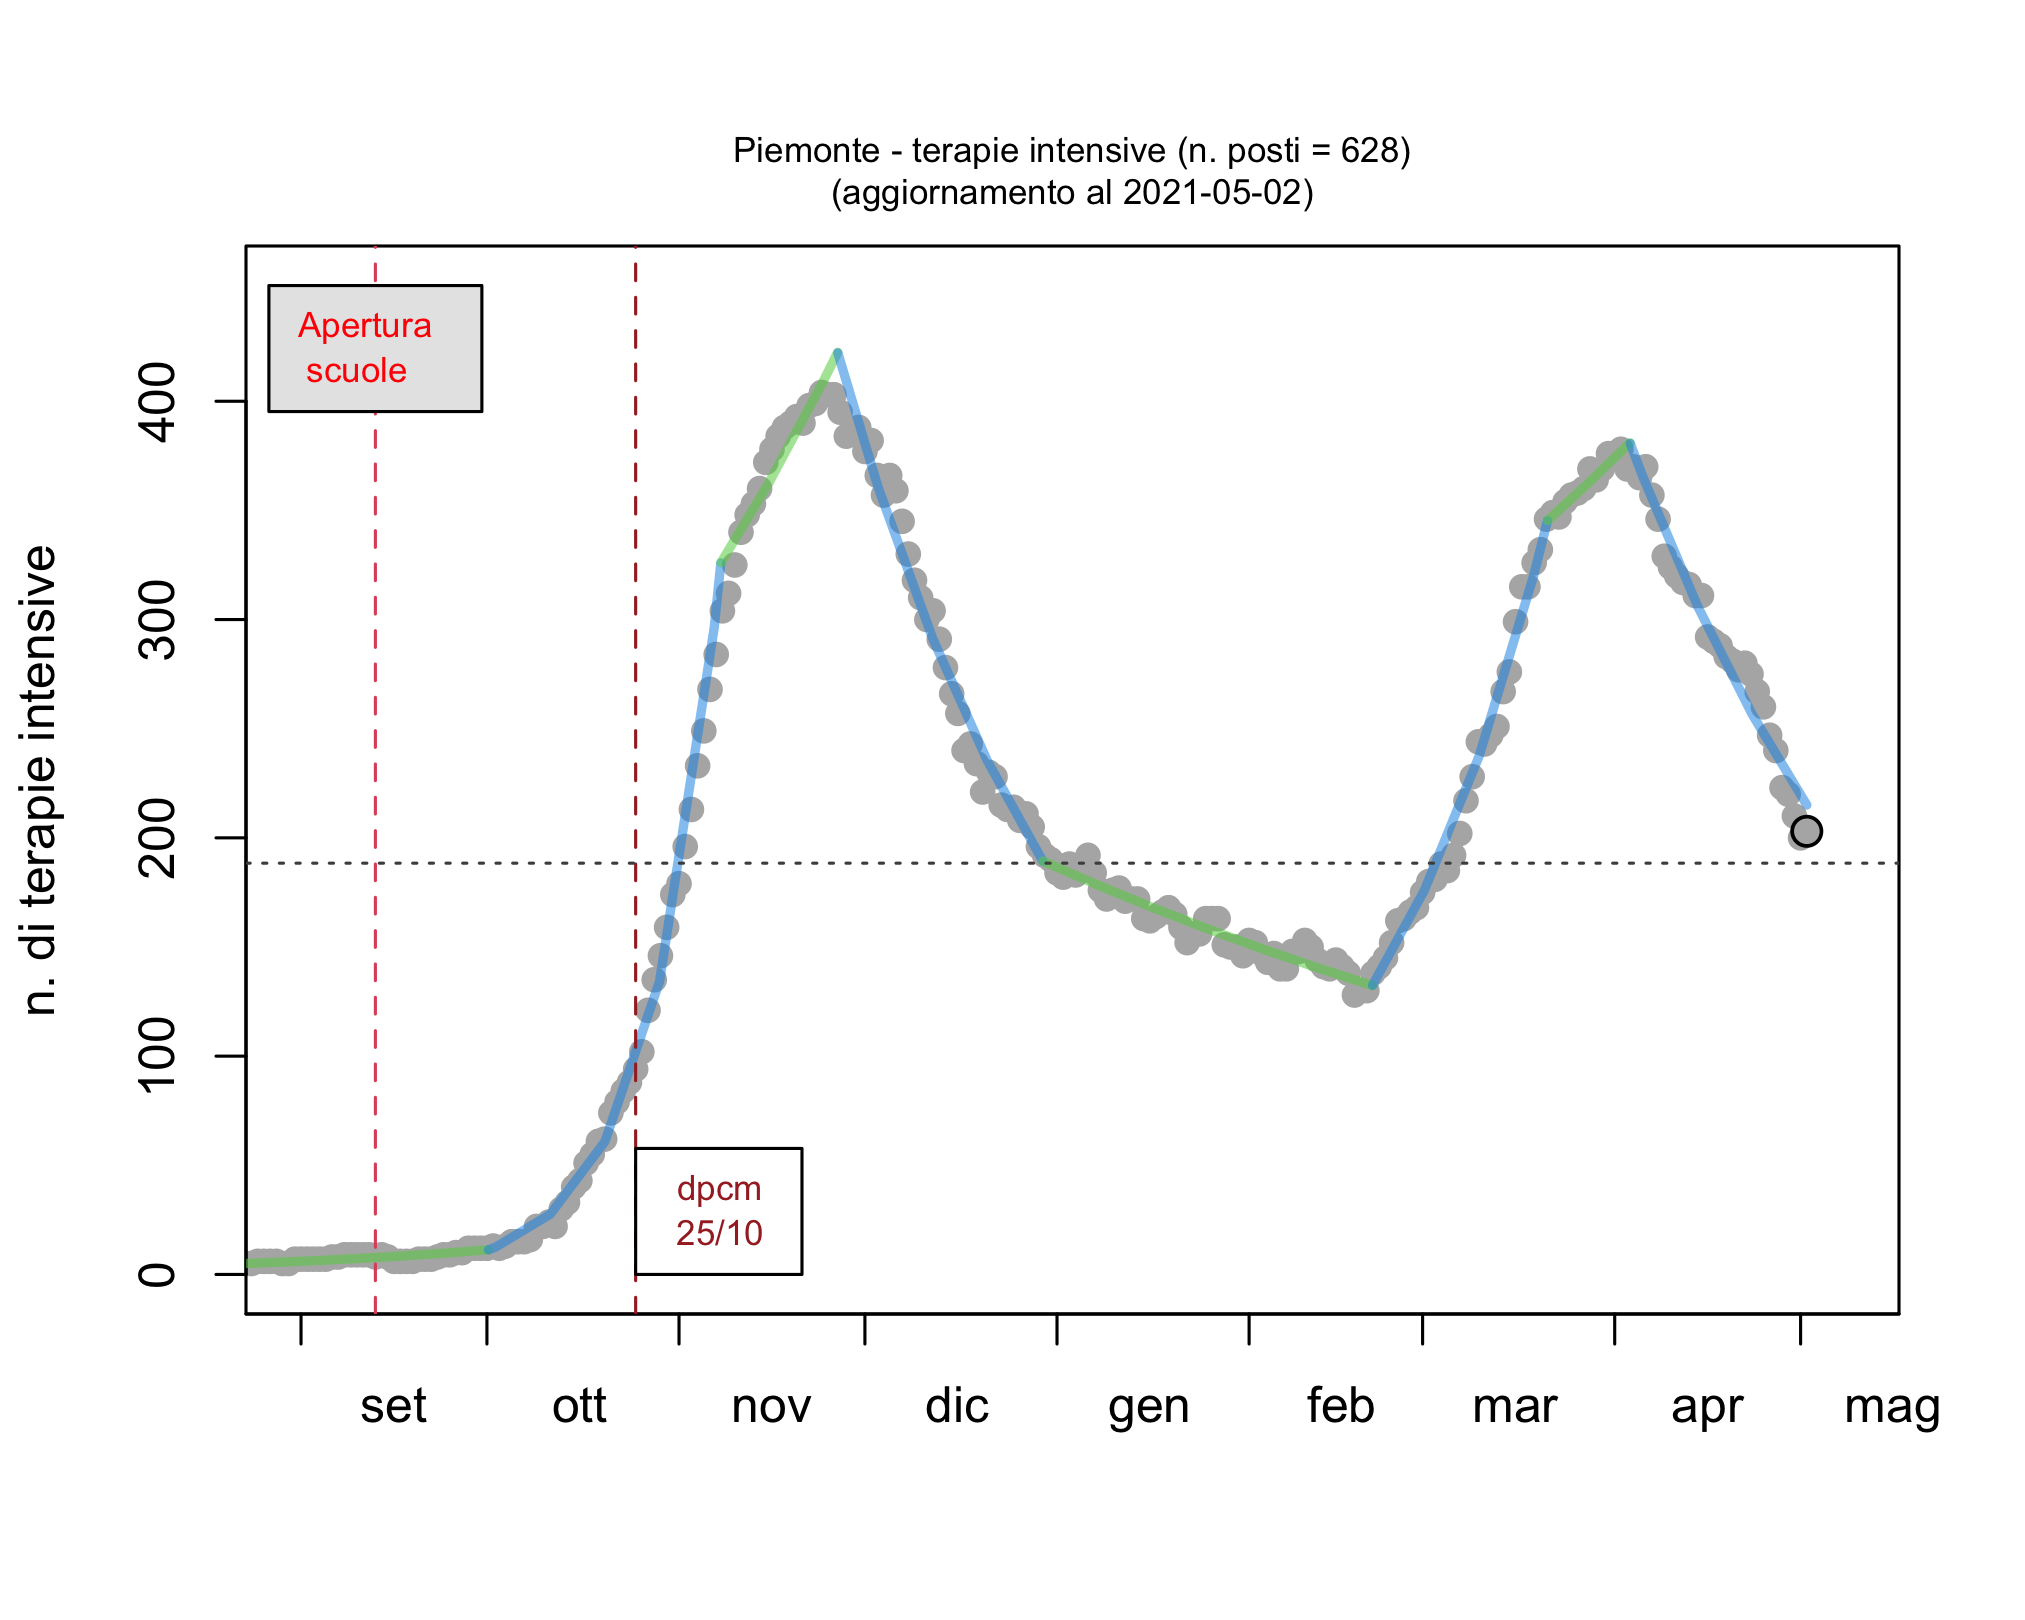 Piemonte - terapie intensive (n. posti = 628)
(aggiornamento al 2021-05-02)
Apertura
scuole
n. di terapie intensive
400
300
200
100
0
dpcm
25/10
set ott nov dic gen feb mar apr mag